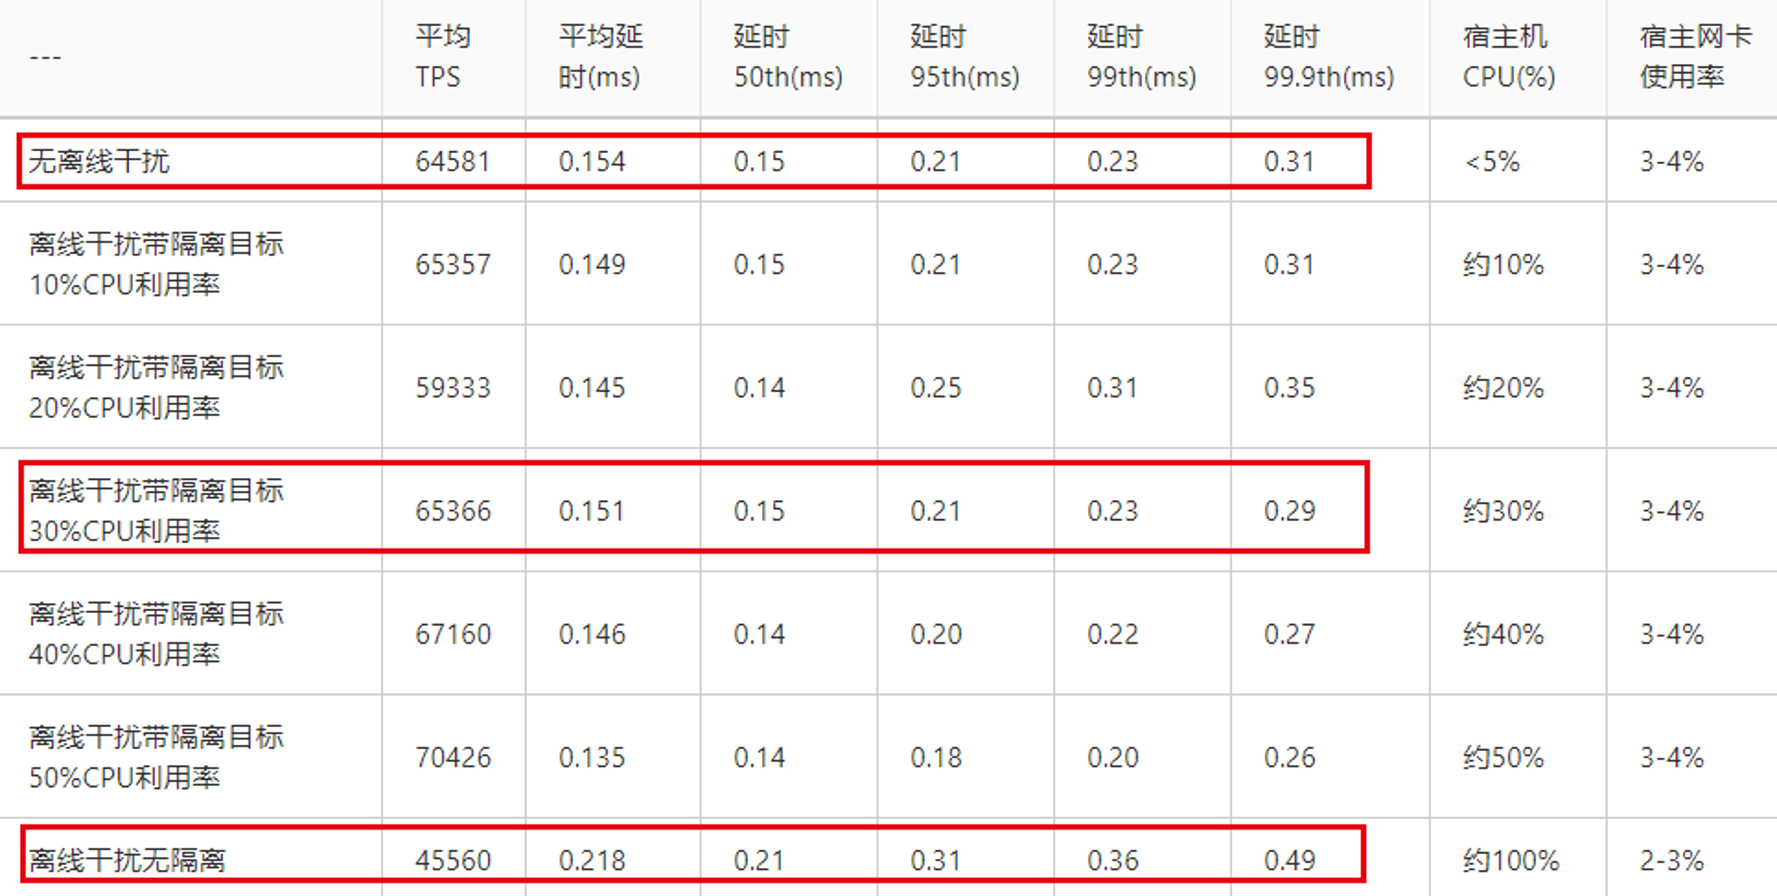 --- 平均 平均延 延时 延时 延时 延时 宿主机 宿主网卡
TPS 时(ms) 50th(ms) 95th(ms) 99th(ms) 99.9th(ms) CPU(%) 使用率
无离线干扰 64581 0.154 0.15 0.21 0.23 0.31 <5% 3-4%
离线干扰带隔离目标
10%CPU利用率 65357 0.149 0.15 0.21 0.23 0.31 约10% 3-4%
离线干扰带隔离目标
20%CPU利用率 59333 0.145 0.14 0.25 0.31 0.35 约20% 3-4%
离线干扰带隔离目标
30%CPU利用率 65366 0.151 0.15 0.21 0.23 0.29 约30% 3-4%
离线干扰带隔离目标
40%CPU利用率 67160 0.146 0.14 0.20 0.22 0.27 约40% 3-4%
离线干扰带隔离目标
50%CPU利用率 70426 0.135 0.14 0.18 0.20 0.26 约50% 3-4%
离线干扰无隔离 45560 0.218 0.21 0.31 0.36 0.49 约100% 2-3%